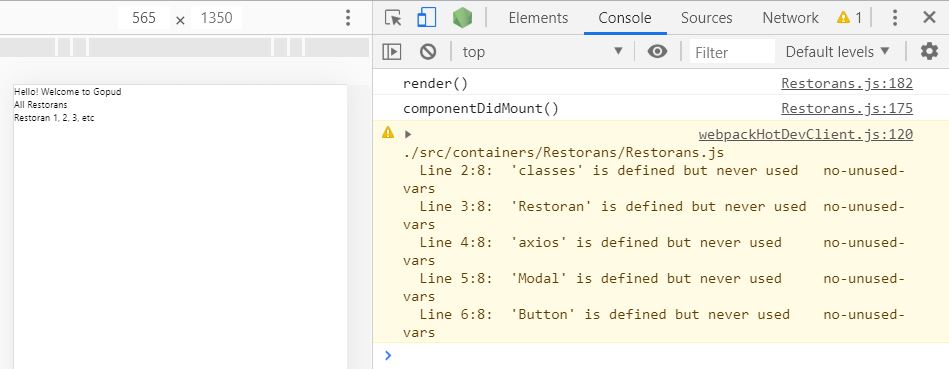 565 × 1350
Elements Console Sources Network 1
top Filter Default levels
Hello! Welcome to Gopud
All Restorans
Restoran 1, 2, 3, etc
render() Restorans.js:182
componentDidMount() Restorans.js:175
webpackHotDevClient.js:120
./src/containers/Restorans/Restorans.js
Line 2:8: 'classes' is defined but never used no-unused-
vars
Line 3:8: 'Restoran' is defined but never used no-unused-
vars
Line 4:8: 'axios' is defined but never used no-unused-
vars
Line 5:8: 'Modal' is defined but never used no-unused-
vars
Line 6:8: 'Button' is defined but never used no-unused-
vars